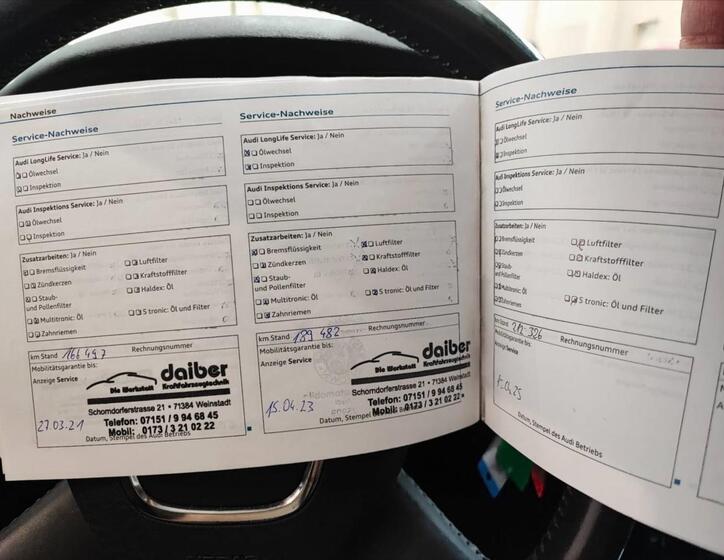 Nachweise
Service-Nachweise
Audi LongLife Service: Ja / Nein
Ölwechsel
Inspektion
Audi Inspektions Service: Ja / Nein
Ölwechsel
Inspektion
Zusatzarbeiten: Ja / Nein
Bremsflüssigkeit
Luftfilter
Zündkerzen
Kraftstofffilter
Staub-
und Pollenfilter
Haldex: Öl
Multitronic: Öl
S tronic: Öl und Filter
Zahnriemen
km Stand 166 497 Rechnungsnummer
Mobilitätsgarantie bis:
Anzeige Service
daiber
Die Werkstatt Kraftfahrzeugtechnik
Schorndorferstrasse 21 • 71384 Weinstadt
Telefon: 07151 / 9 94 68 45
Mobil: 0173 / 3 21 02 22
27.03.21
Datum, Stempel des Audi Betriebs
Service-Nachweise
Audi LongLife Service: Ja / Nein
Ölwechsel
Inspektion
Audi Inspektions Service: Ja / Nein
Ölwechsel
Inspektion
Zusatzarbeiten: Ja / Nein
Bremsflüssigkeit
Luftfilter
Zündkerzen
Kraftstofffilter
Staub-
und Pollenfilter
Haldex: Öl
Multitronic: Öl
S tronic: Öl und Filter
Zahnriemen
km Stand 189 482 Rechnungsnummer
Mobilitätsgarantie bis:
Anzeige Service
daiber
Die Werkstatt Kraftfahrzeugtechnik
Schorndorferstrasse 21 • 71384 Weinstadt
Telefon: 07151 / 9 94 68 45
Mobil: 0173 / 3 21 02 22
15.04.23
Datum, Stempel des Audi Betriebs
Service-Nachweise
Audi LongLife Service: Ja / Nein
Ölwechsel
Inspektion
Audi Inspektions Service: Ja / Nein
Ölwechsel
Inspektion
Zusatzarbeiten: Ja / Nein
Bremsflüssigkeit
Luftfilter
Zündkerzen
Kraftstofffilter
Staub-
und Pollenfilter
Haldex: Öl
Multitronic: Öl
S tronic: Öl und Filter
Zahnriemen
km Stand 212 326 Rechnungsnummer
Mobilitätsgarantie bis:
Anzeige Service
Datum, Stempel des Audi Betriebs